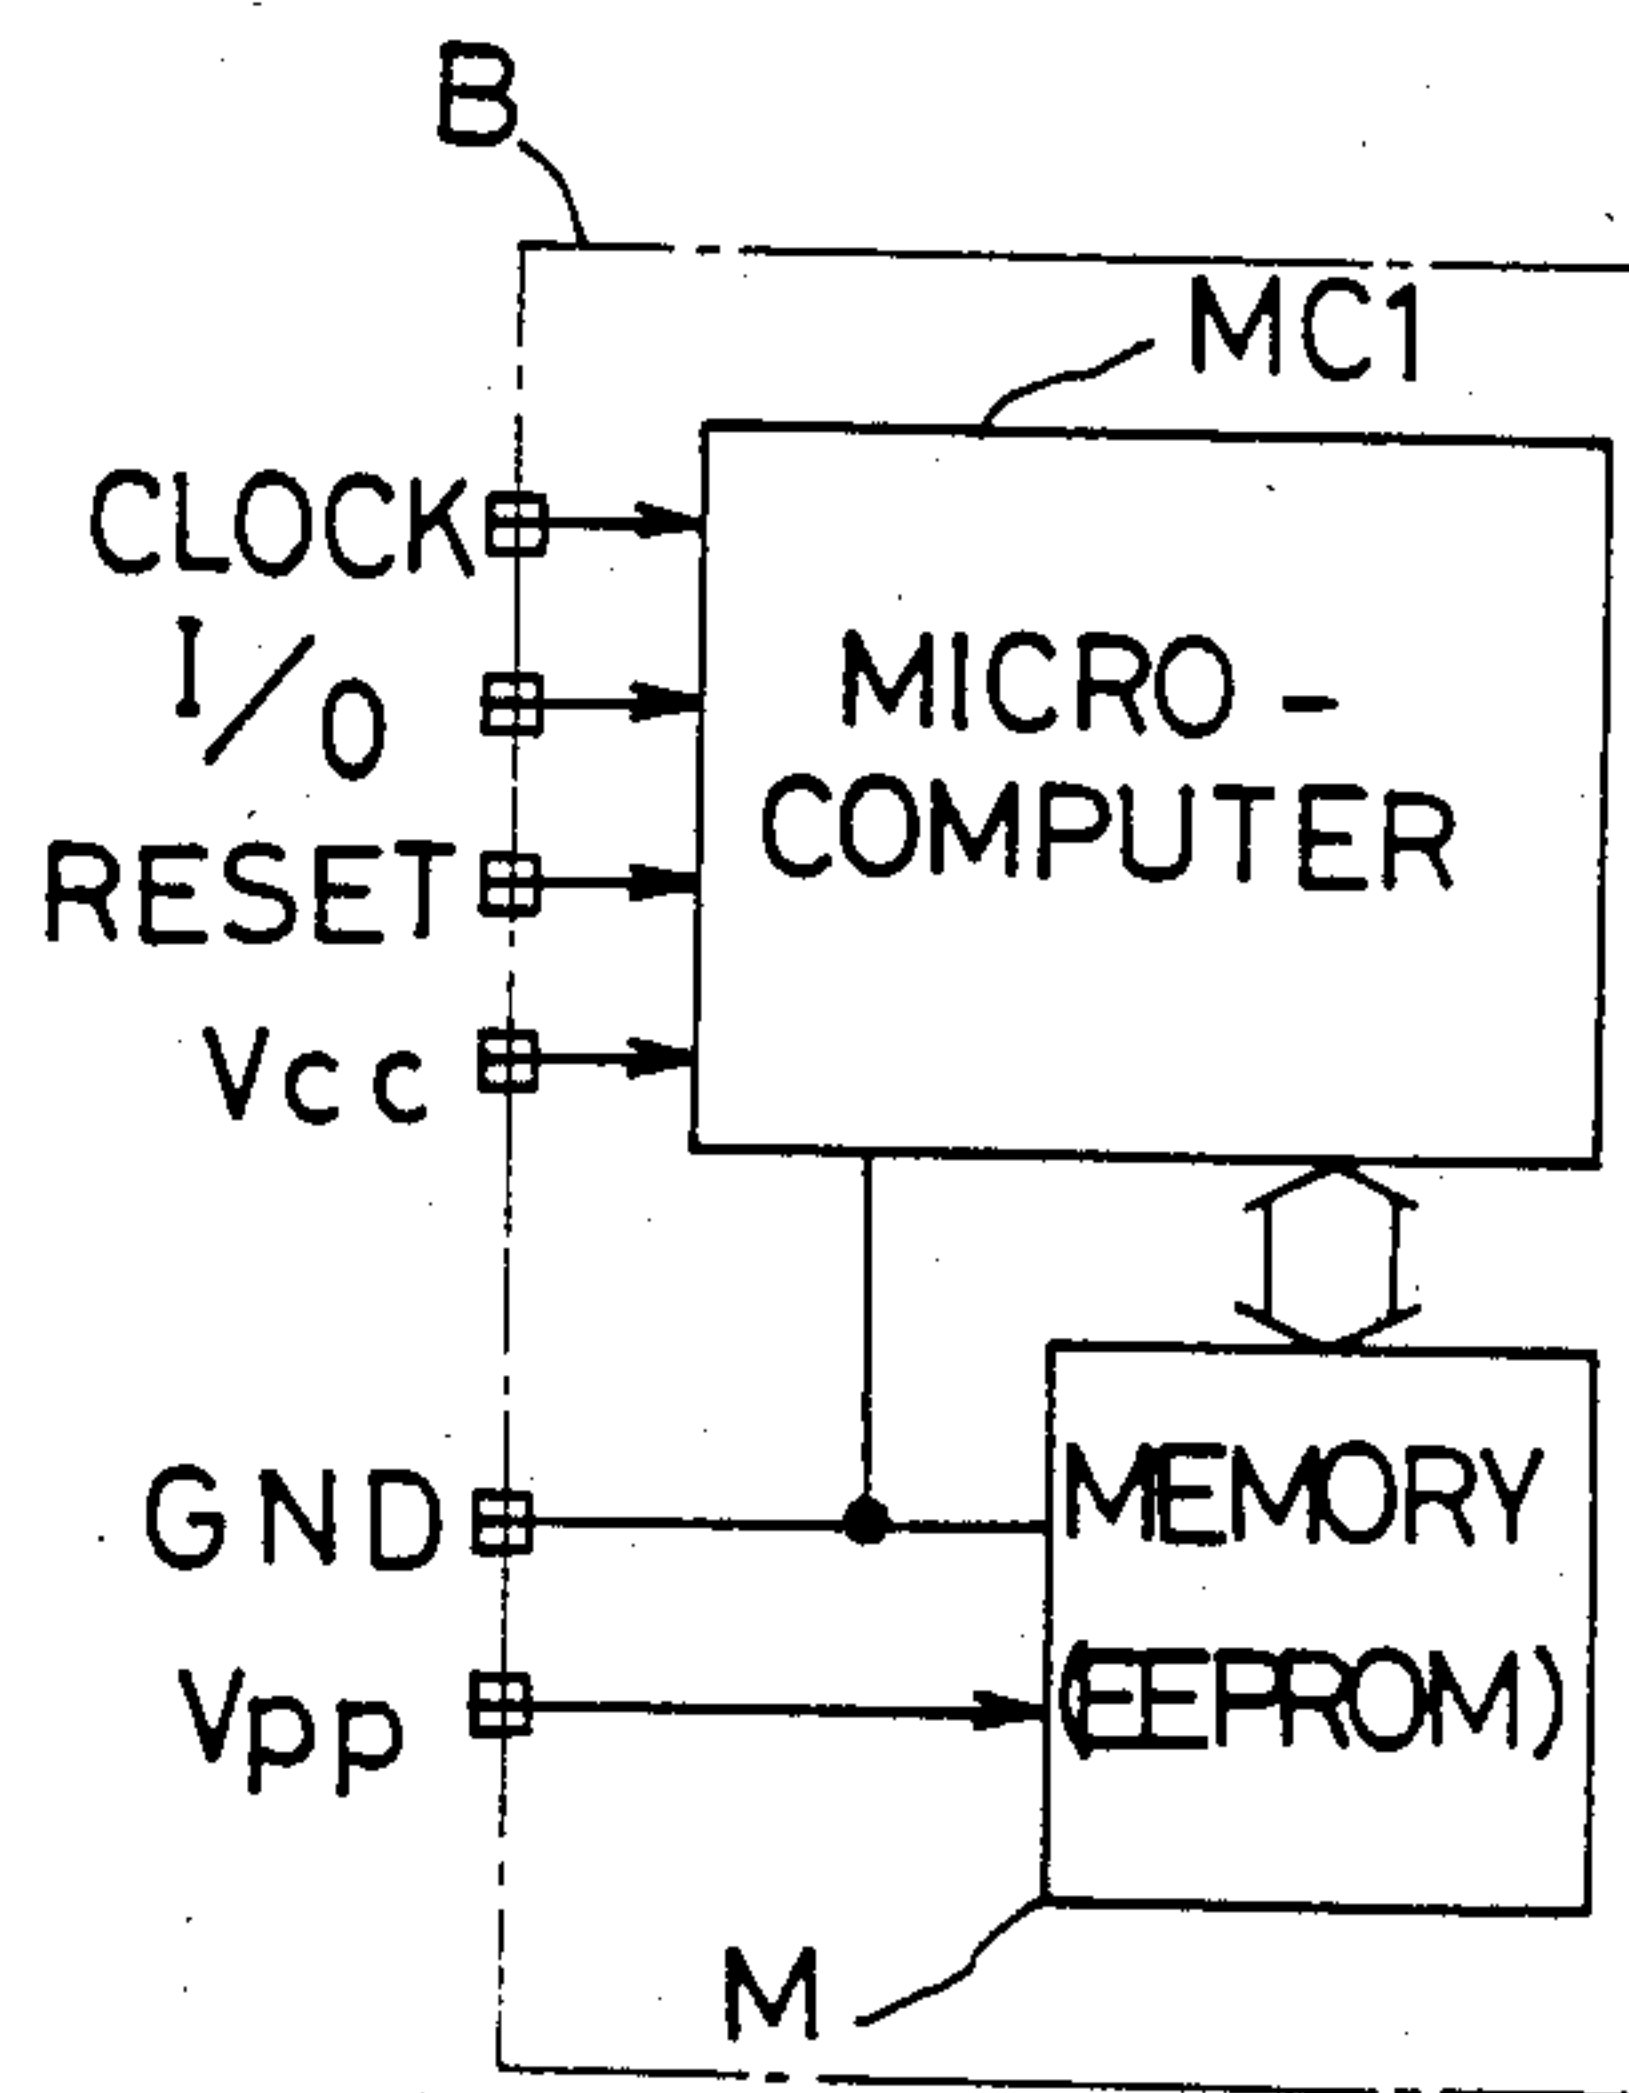 B
MC1
CLOCK
I/O
RESET
Vcc
MICRO-
COMPUTER
GND
Vpp
MEMORY
(EEPROM)
M